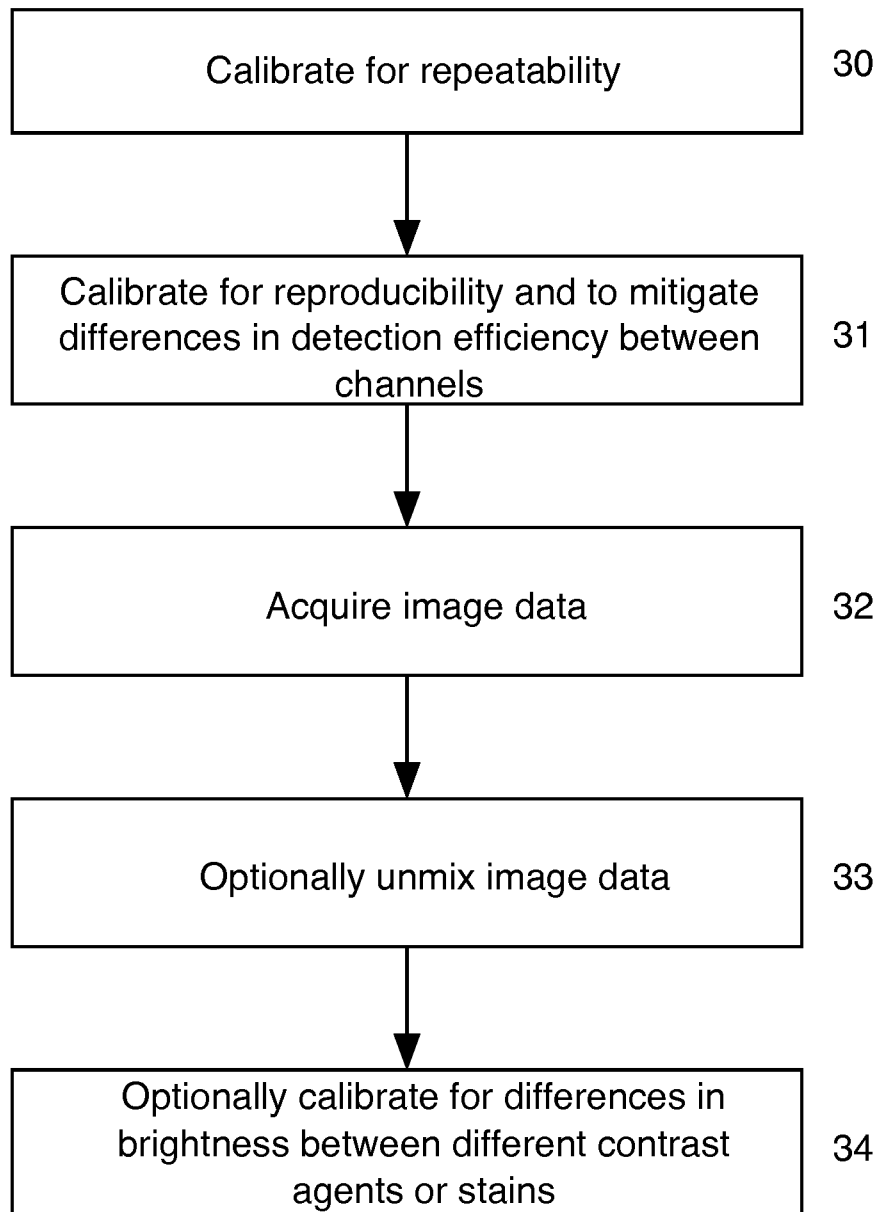 Calibrate for repeatability
30
Calibrate for reproducibility and to mitigate
differences in detection efficiency between
channels
31
Acquire image data
32
Optionally unmix image data
33
Optionally calibrate for differences in
brightness between different contrast
agents or stains
34